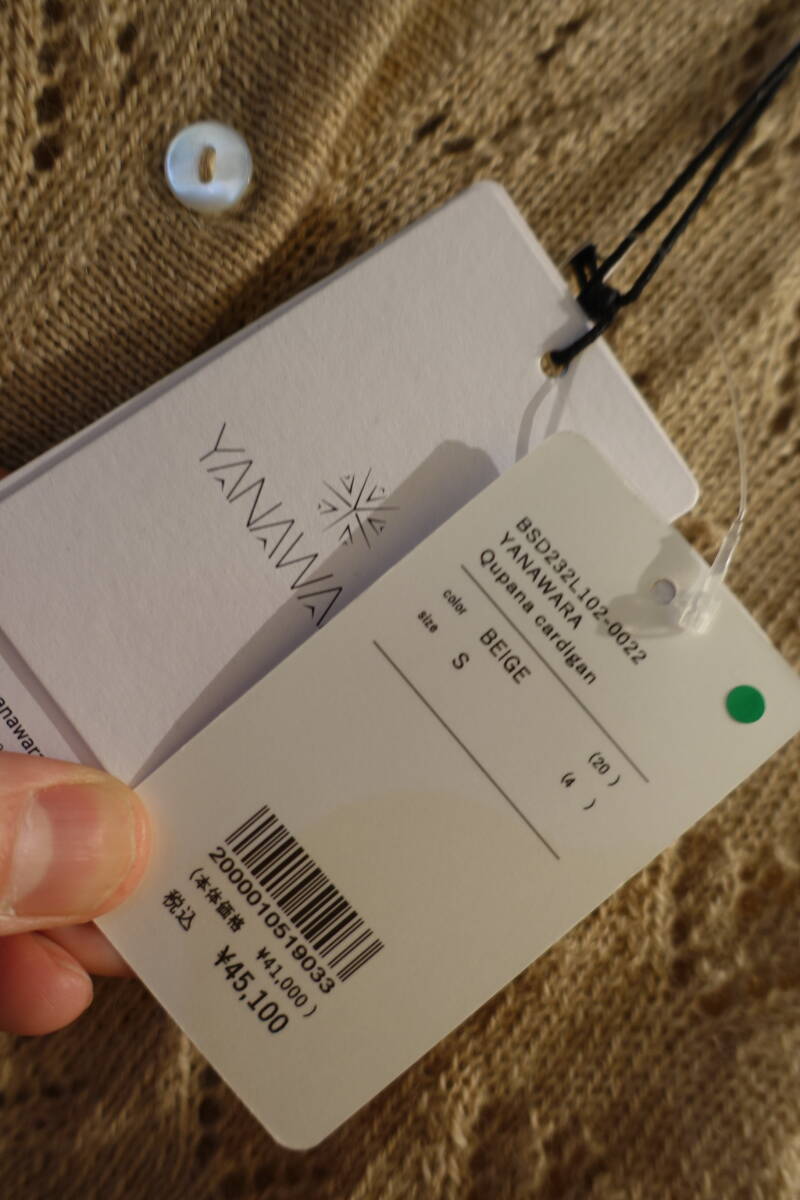 YANAWA
BSD232L102-0022
YANAWARA
Qupana cardigan
color BEIGE (20 )
size S (4 )
2000010519033
(本体価格 ¥41,000 )
税込 ¥45,100